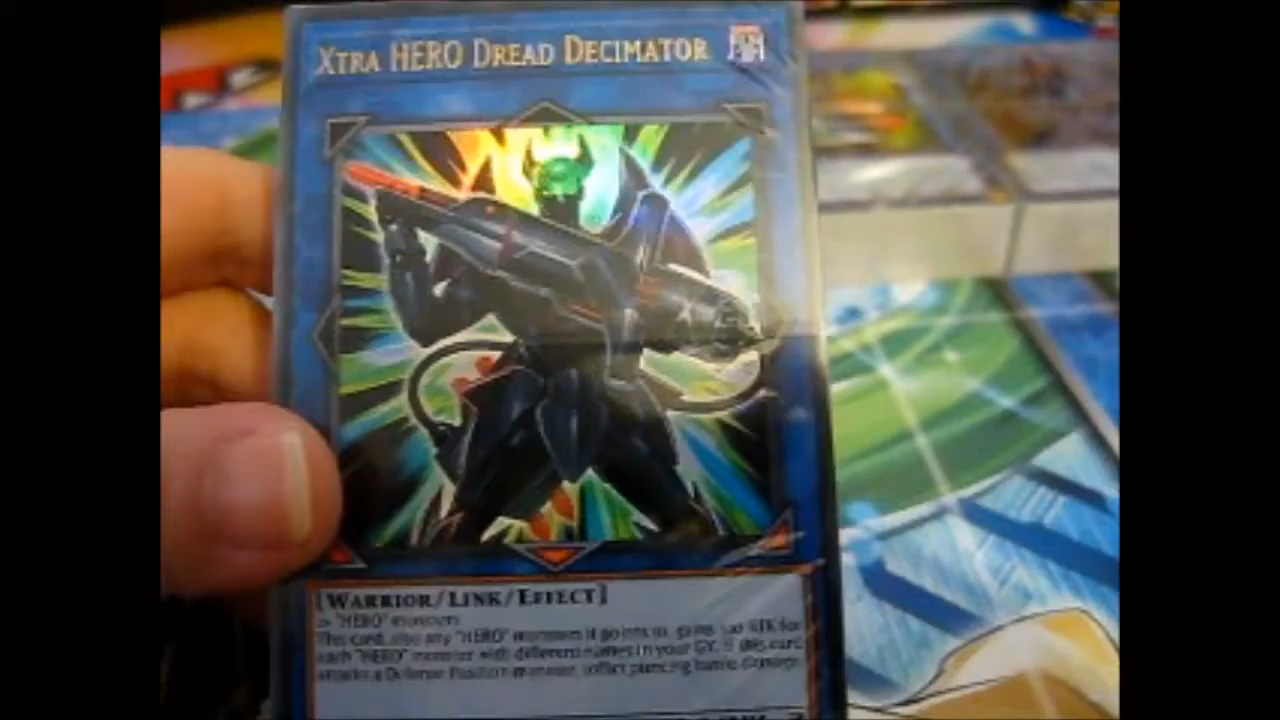 XTRA HERO DREAD DECIMATOR
[WARRIOR/LINK/EFFECT]
"HERO" monsters
This card, also any "HERO" monsters it points to, gains ATK for
each "HERO" monster with different names in your GY. If this card
attacks a Defense Position monster, inflict piercing battle damage.